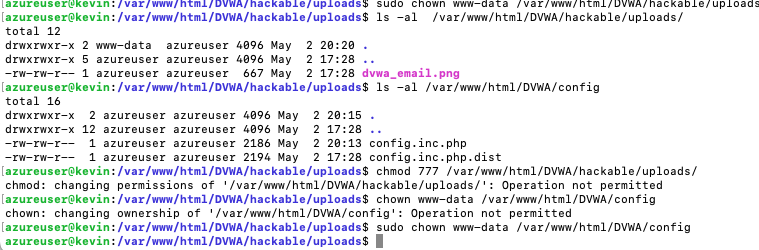 [azureuser@kevin:/var/www/html/DVWA/hackable/uploads$ sudo chown www-data /var/www/html/DVWA/hackable/uploads
[azureuser@kevin:/var/www/html/DVWA/hackable/uploads$ ls -al  /var/www/html/DVWA/hackable/uploads/
total 12
drwxrwxr-x 2 www-data  azureuser 4096 May  2 20:20 .
drwxrwxr-x 5 azureuser azureuser 4096 May  2 17:28 ..
-rw-rw-r-- 1 azureuser azureuser  667 May  2 17:28 dvwa_email.png
[azureuser@kevin:/var/www/html/DVWA/hackable/uploads$ ls -al /var/www/html/DVWA/config
total 16
drwxrwxr-x  2 azureuser azureuser 4096 May  2 20:15 .
drwxrwxr-x 12 azureuser azureuser 4096 May  2 17:28 ..
-rw-rw-r--  1 azureuser azureuser 2186 May  2 20:13 config.inc.php
-rw-rw-r--  1 azureuser azureuser 2194 May  2 17:28 config.inc.php.dist
[azureuser@kevin:/var/www/html/DVWA/hackable/uploads$ chmod 777 /var/www/html/DVWA/hackable/uploads/
chmod: changing permissions of '/var/www/html/DVWA/hackable/uploads/': Operation not permitted
[azureuser@kevin:/var/www/html/DVWA/hackable/uploads$ chown www-data /var/www/html/DVWA/config
chown: changing ownership of '/var/www/html/DVWA/config': Operation not permitted
[azureuser@kevin:/var/www/html/DVWA/hackable/uploads$ sudo chown www-data /var/www/html/DVWA/config
azureuser@kevin:/var/www/html/DVWA/hackable/uploads$